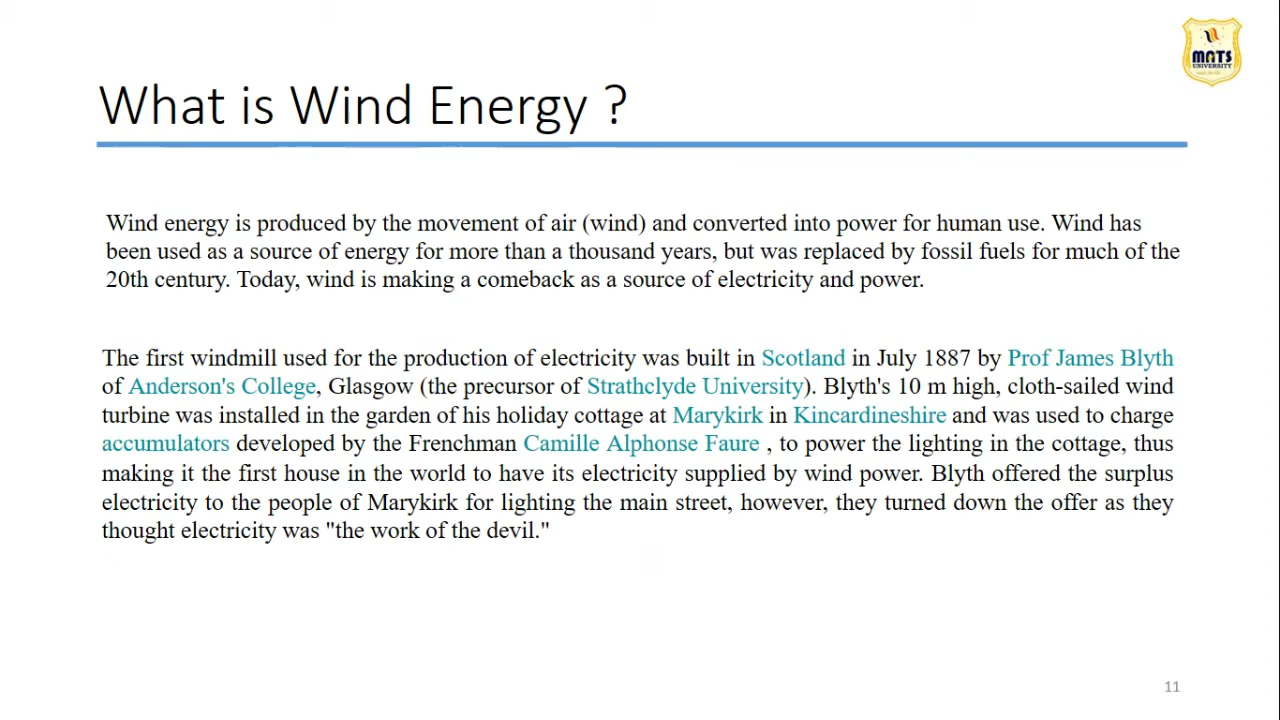 MATS
UNIVERSITY
What is Wind Energy ?
Wind energy is produced by the movement of air (wind) and converted into power for human use. Wind has
been used as a source of energy for more than a thousand years, but was replaced by fossil fuels for much of the
20th century. Today, wind is making a comeback as a source of electricity and power.
The first windmill used for the production of electricity was built in Scotland in July 1887 by Prof James Blyth
of Anderson's College, Glasgow (the precursor of Strathclyde University). Blyth's 10 m high, cloth-sailed wind
turbine was installed in the garden of his holiday cottage at Marykirk in Kincardineshire and was used to charge
accumulators developed by the Frenchman Camille Alphonse Faure , to power the lighting in the cottage, thus
making it the first house in the world to have its electricity supplied by wind power. Blyth offered the surplus
electricity to the people of Marykirk for lighting the main street, however, they turned down the offer as they
thought electricity was "the work of the devil."
11